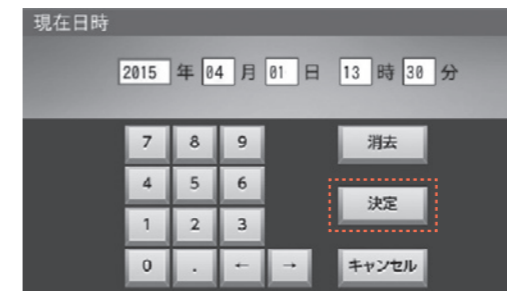 現在日時
2015 年 04 月 01 日 13 時 30 分
7 8 9 消去
4 5 6
決定
1 2 3
0 . ← → キャンセル